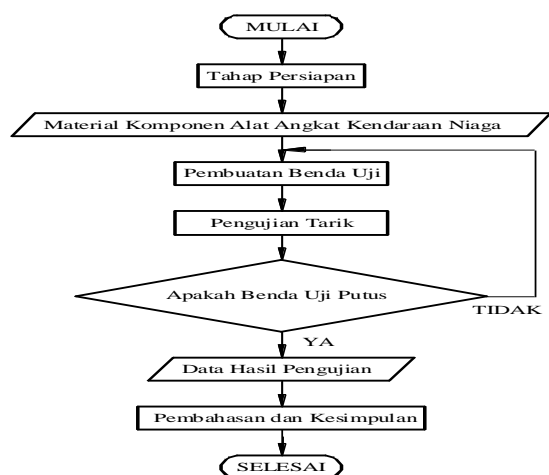 MULAI
Tahap Persiapan
Material Komponen Alat Angkat Kendaraan Niaga
Pembuatan Benda Uji
Pengujian Tarik
Apakah Benda Uji Putus
TIDAK
YA
Data Hasil Pengujian
Pembahasan dan Kesimpulan
SELESAI